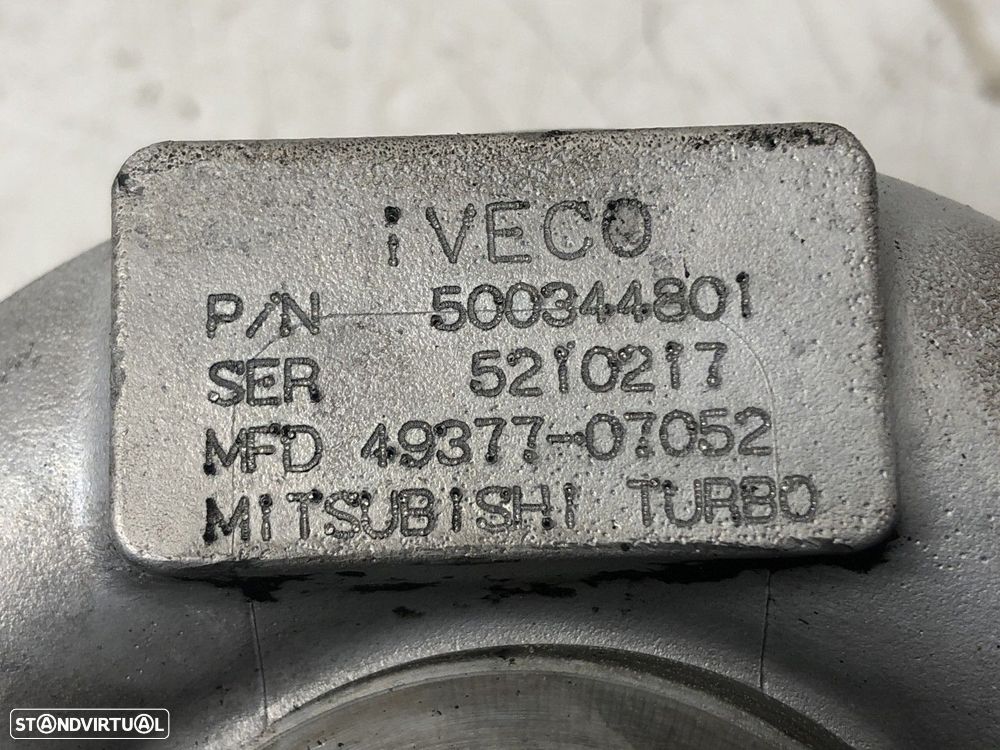 iVECO
P/N 500344801
SER 5210217
MFD 49377-07052
MiTSUBiSHi TURBO
STANDVIRTUAL